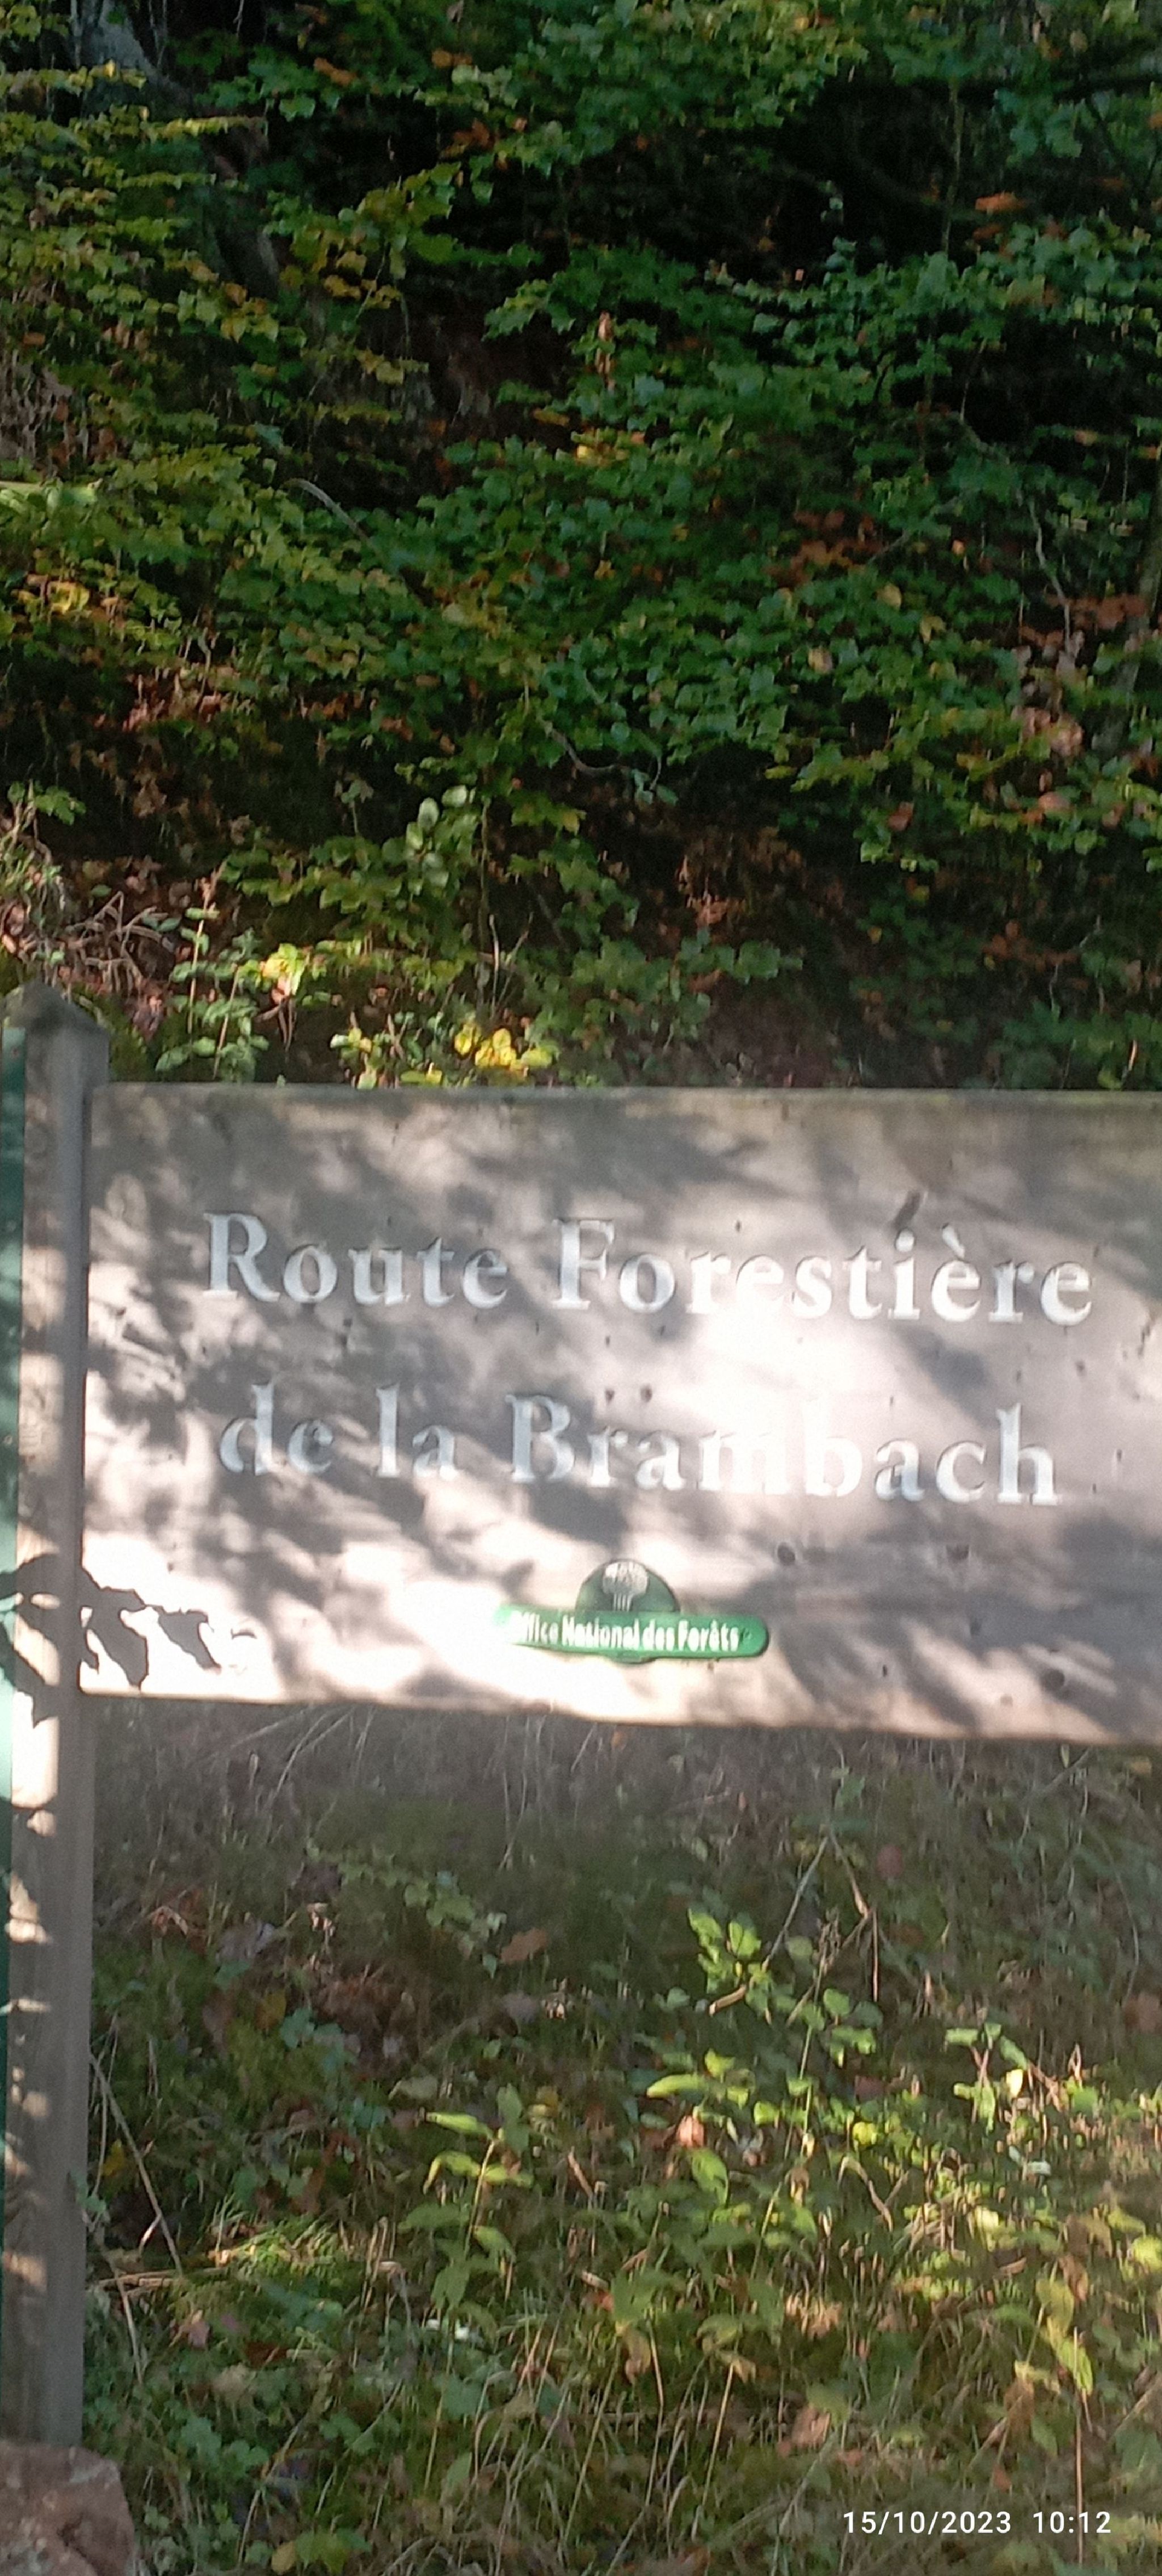 Route Forestière
de la Brambach
Office National des Forêts
15/10/2023 10:12